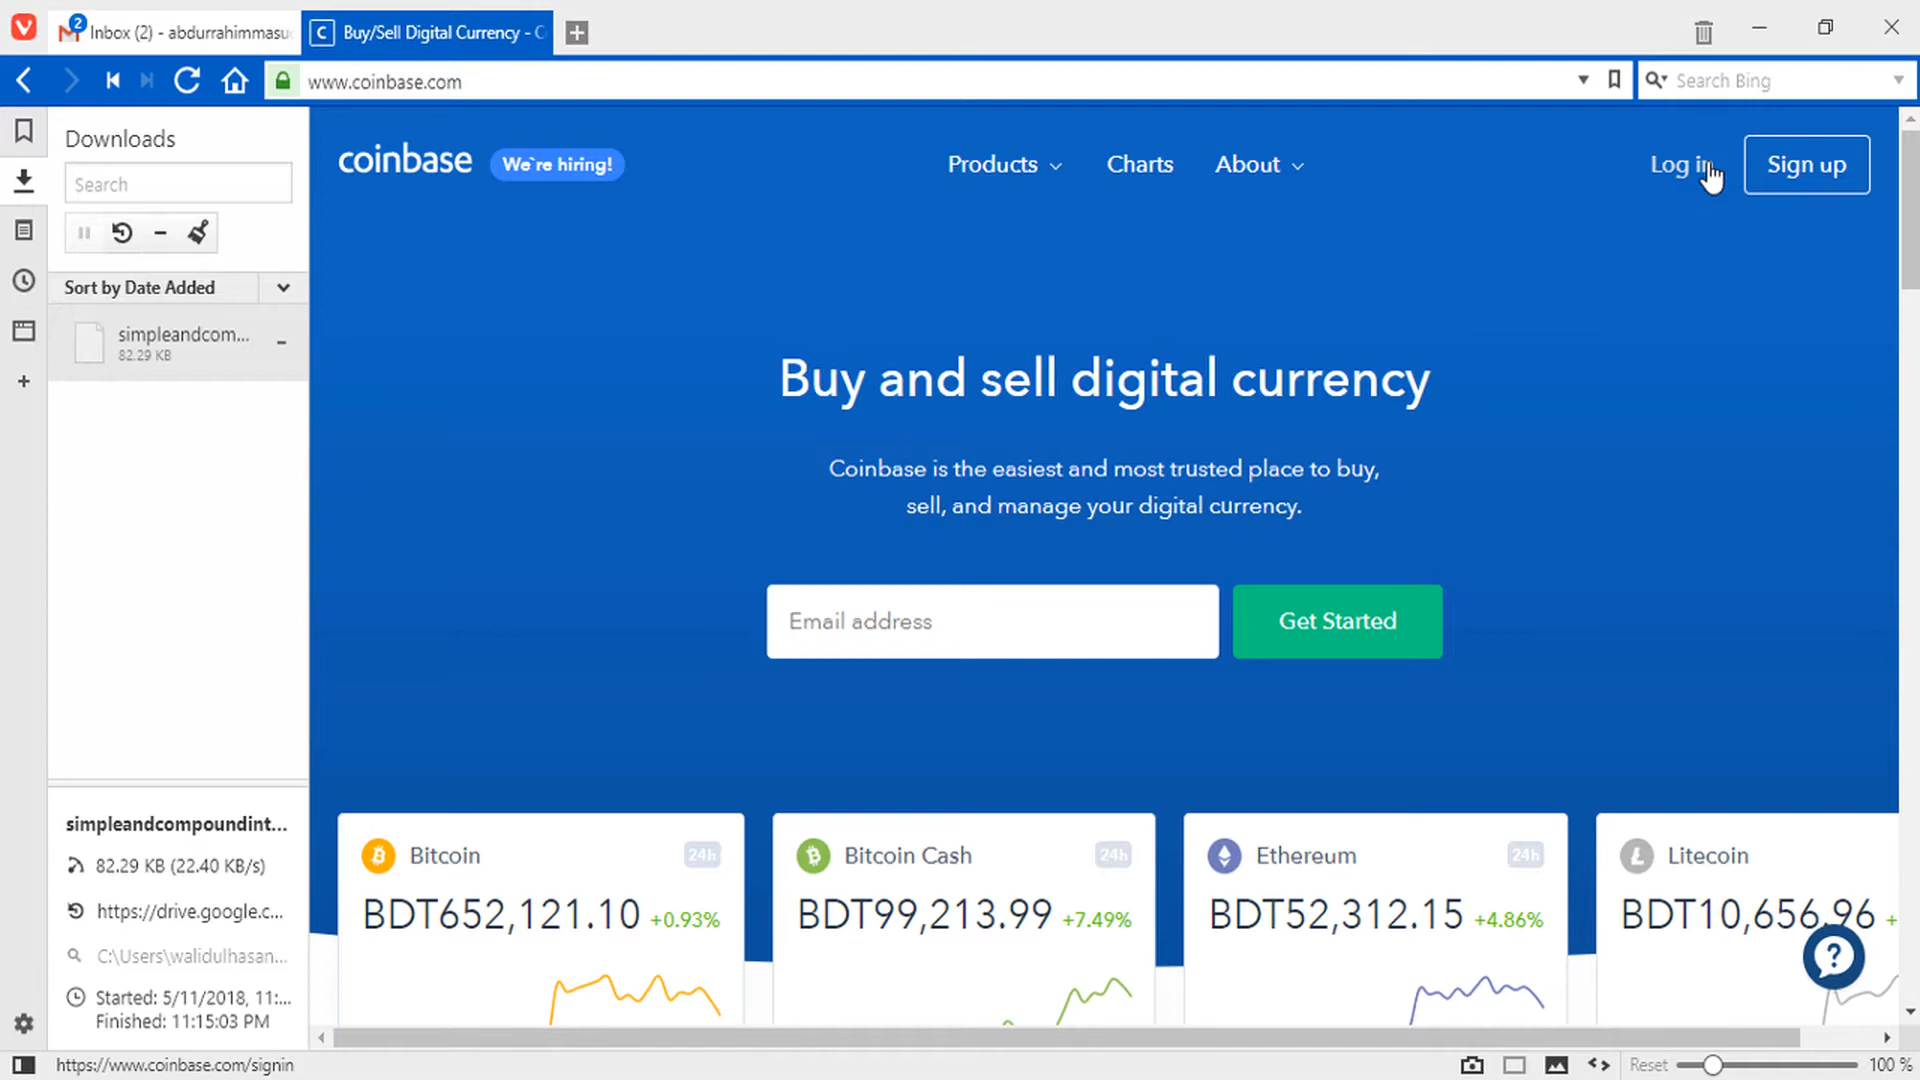 2
Inbox (2) - abdurrahimmasu
C
Buy/Sell Digital Currency - C
www.coinbase.com
Search Bing
Downloads
Search
Sort by Date Added
simpleandcom...
82.29 KB
coinbase
We`re hiring!
Products
Charts
About
Log in
Sign up
Buy and sell digital currency
Coinbase is the easiest and most trusted place to buy,
sell, and manage your digital currency.
Email address
Get Started
simpleandcompoundint...
82.29 KB (22.40 KB/s)
https://drive.google.c...
C:\Users\walidulhasan...
Started: 5/11/2018, 11:...
Finished: 11:15:03 PM
Bitcoin
24h
BDT652,121.10 +0.93%
Bitcoin Cash
24h
BDT99,213.99 +7.49%
Ethereum
24h
BDT52,312.15 +4.86%
Litecoin
BDT10,656.96 +
?
https://www.coinbase.com/signin
Reset
100 %